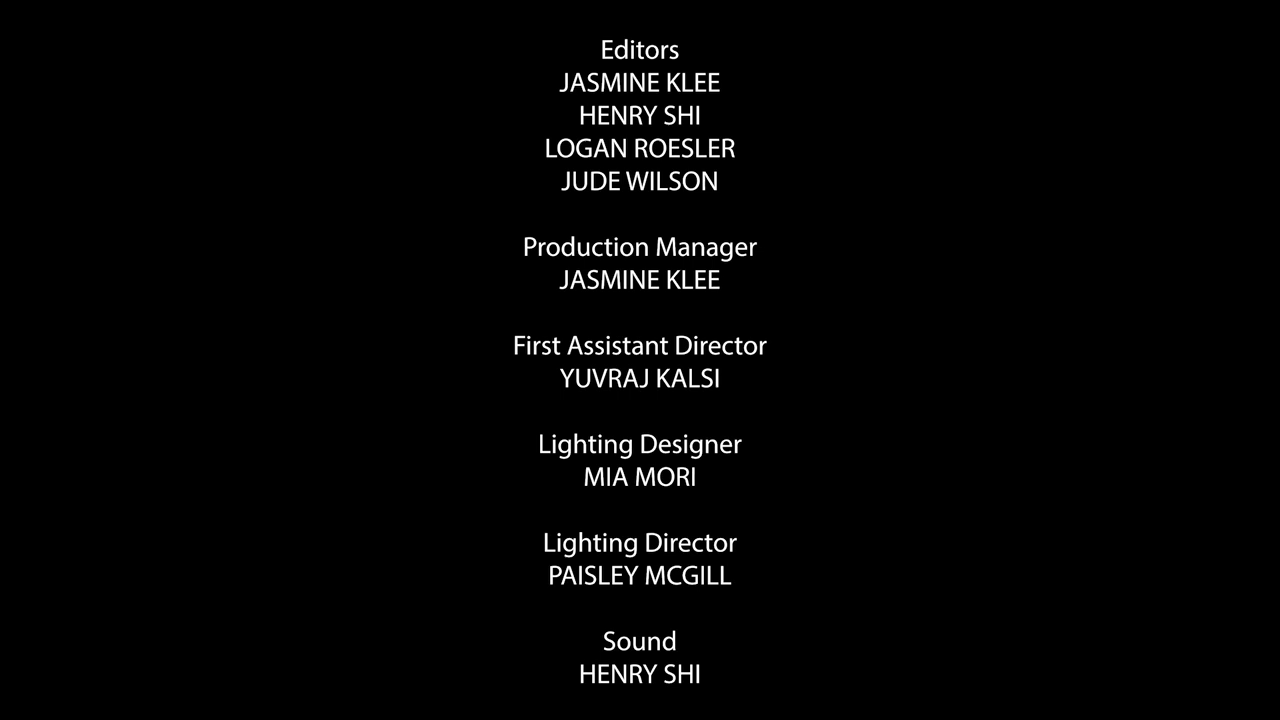 Editors
JASMINE KLEE
HENRY SHI
LOGAN ROESLER
JUDE WILSON
Production Manager
JASMINE KLEE
First Assistant Director
YUVRAJ KALSI
Lighting Designer
MIA MORI
Lighting Director
PAISLEY MCGILL
Sound
HENRY SHI